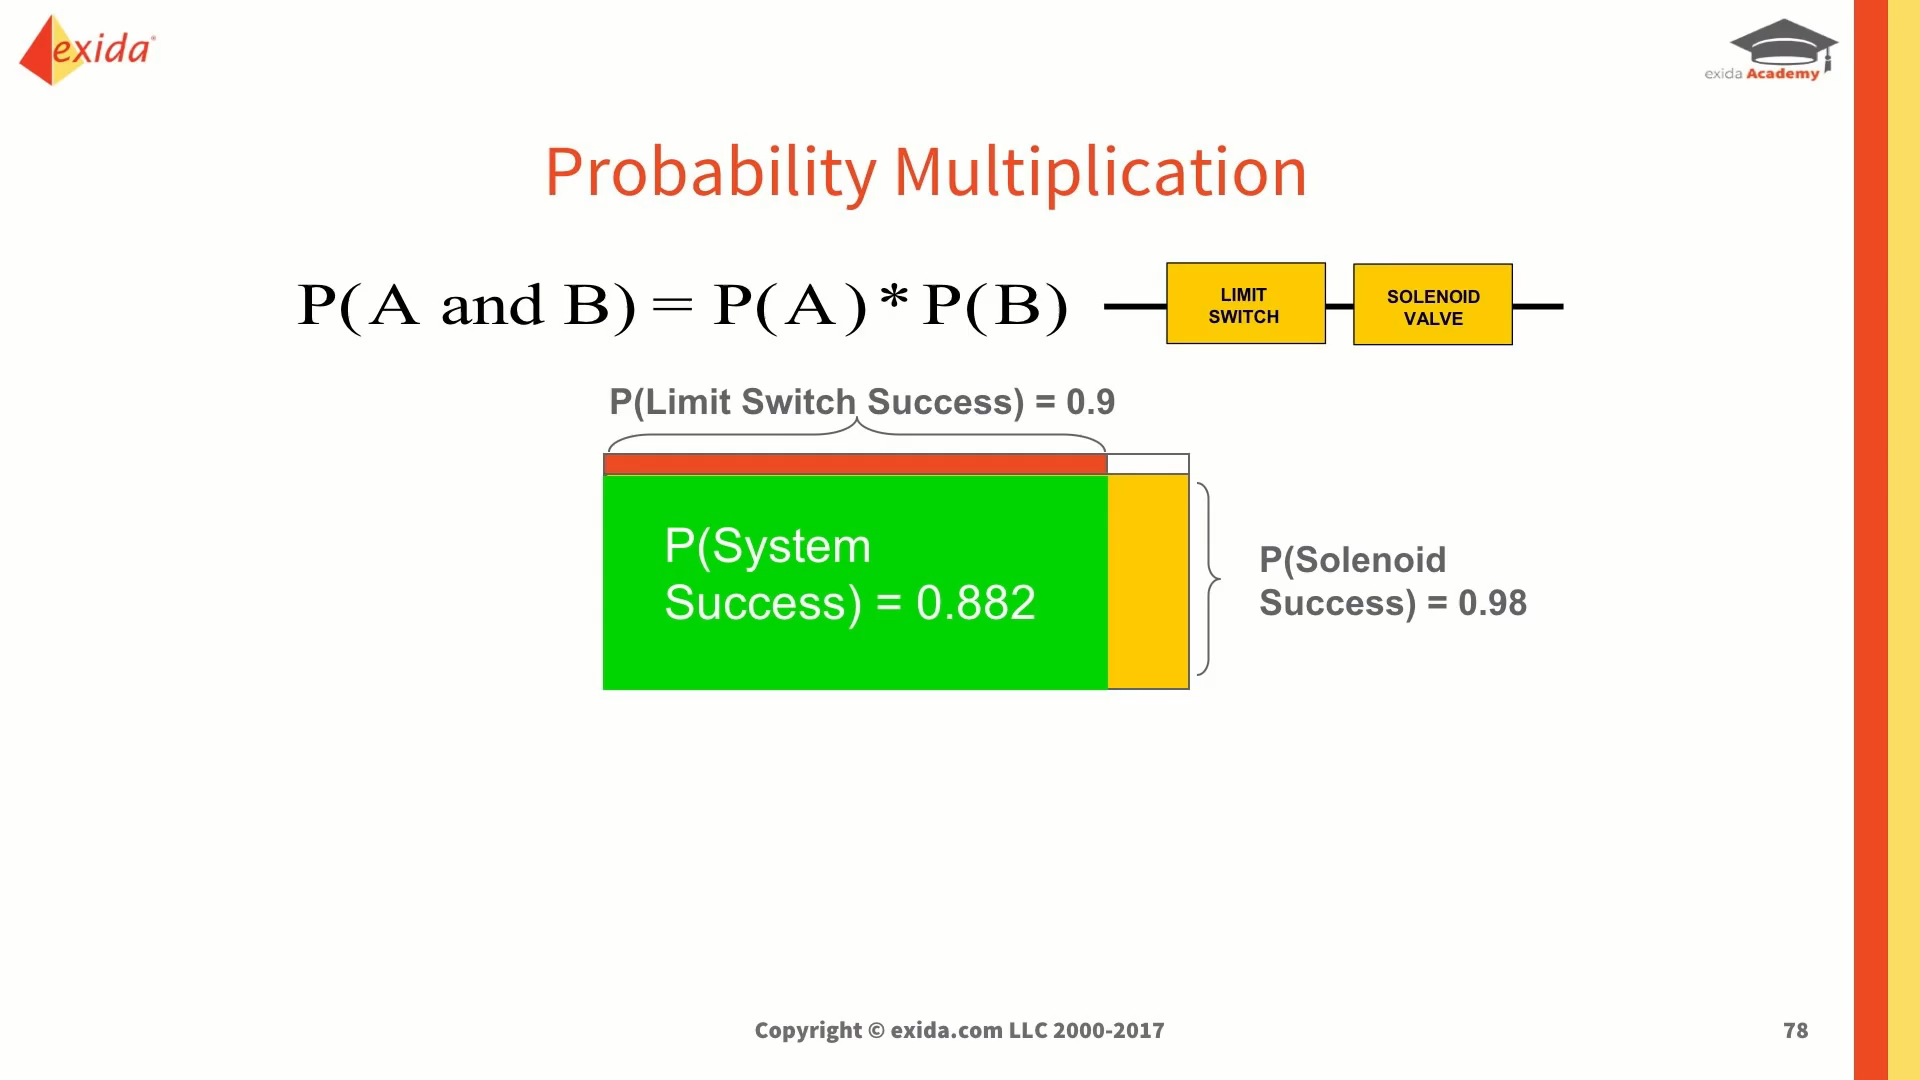 exida
exida Academy
Probability Multiplication
P(A and B) = P(A) * P(B)
LIMIT
SWITCH
SOLENOID
VALVE
P(Limit Switch Success) = 0.9
P(System
Success) = 0.882
P(Solenoid
Success) = 0.98
Copyright © exida.com LLC 2000-2017
78